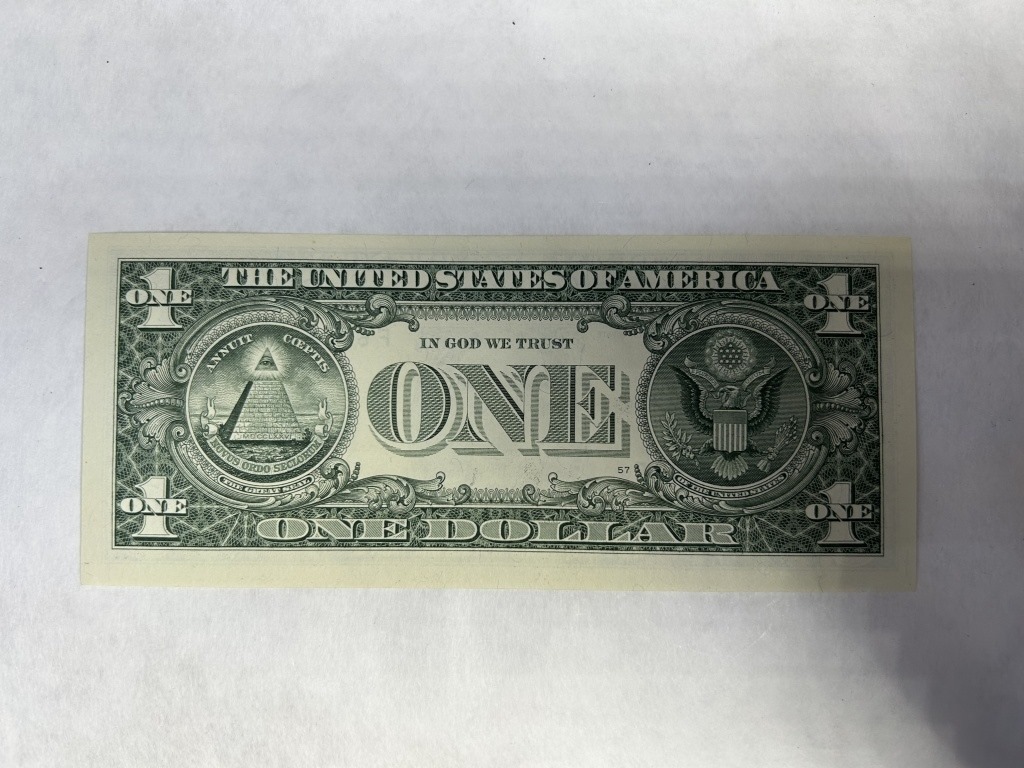 THE UNITED STATES OF AMERICA
1
ONE
1
ONE
ANNUIT CŒPTIS
IN GOD WE TRUST
ONE
NOVUS ORDO SECLORUM
THE GREAT SEAL
57
OF THE UNITED STATES
1
ONE
1
ONE
ONE DOLLAR